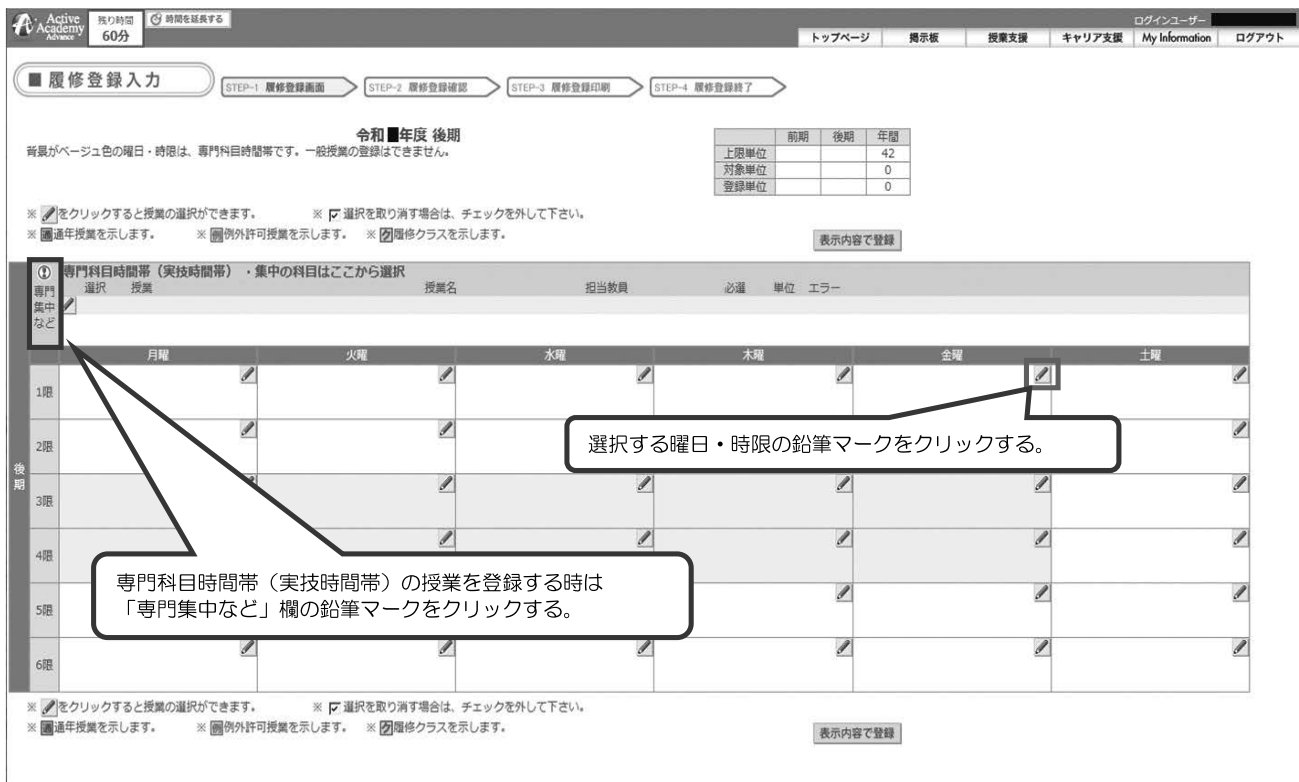 Active Academy Advance
残り時間 60分
時間を延長する
ログインユーザー
トップページ 掲示板 授業支援 キャリア支援 My Information ログアウト
■ 履修登録入力
STEP-1 履修登録画面 STEP-2 履修登録確認 STEP-3 履修登録印刷 STEP-4 履修登録終了
令和 年度 後期
背景がベージュ色の曜日・時限は、専門科目時間帯です。一般授業の登録はできません。
前期 後期 年間
上限単位 42
対象単位 0
登録単位 0
※ をクリックすると授業の選択ができます。 ※ 選択を取り消す場合は、チェックを外して下さい。
※ 通通年授業を示します。 ※ 例例外許可授業を示します。 ※ ク履修クラスを示します。
表示内容で登録
専門集中など
専門科目時間帯（実技時間帯）・集中の科目はここから選択
選択 授業 授業名 担当教員 必選 単位 エラー
月曜 火曜 水曜 木曜 金曜 土曜
後期
1限
選択する曜日・時限の鉛筆マークをクリックする。
2限
3限
4限
専門科目時間帯（実技時間帯）の授業を登録する時は
「専門集中など」欄の鉛筆マークをクリックする。
5限
6限
※ をクリックすると授業の選択ができます。 ※ 選択を取り消す場合は、チェックを外して下さい。
※ 通通年授業を示します。 ※ 例例外許可授業を示します。 ※ ク履修クラスを示します。
表示内容で登録